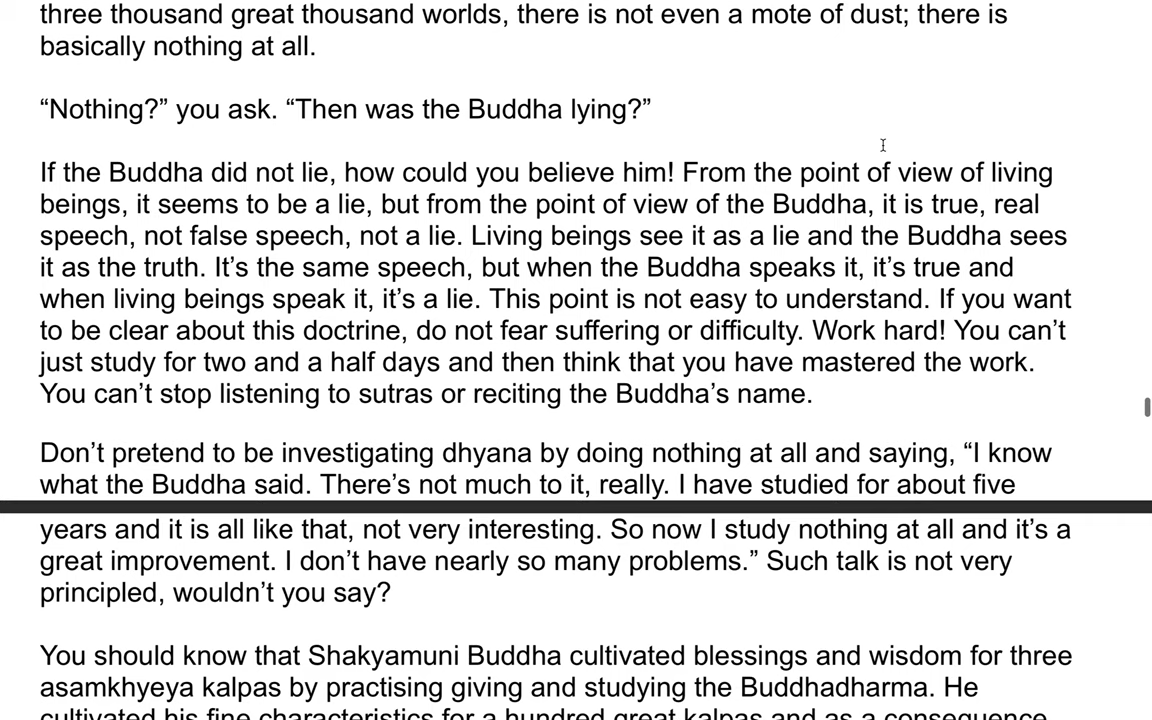 three thousand great thousand worlds, there is not even a mote of dust; there is
basically nothing at all.
“Nothing?” you ask. “Then was the Buddha lying?”
If the Buddha did not lie, how could you believe him! From the point of view of living
beings, it seems to be a lie, but from the point of view of the Buddha, it is true, real
speech, not false speech, not a lie. Living beings see it as a lie and the Buddha sees
it as the truth. It’s the same speech, but when the Buddha speaks it, it’s true and
when living beings speak it, it’s a lie. This point is not easy to understand. If you want
to be clear about this doctrine, do not fear suffering or difficulty. Work hard! You can’t
just study for two and a half days and then think that you have mastered the work.
You can’t stop listening to sutras or reciting the Buddha’s name.
Don’t pretend to be investigating dhyana by doing nothing at all and saying, “I know
what the Buddha said. There’s not much to it, really. I have studied for about five
years and it is all like that, not very interesting. So now I study nothing at all and it’s a
great improvement. I don’t have nearly so many problems.” Such talk is not very
principled, wouldn’t you say?
You should know that Shakyamuni Buddha cultivated blessings and wisdom for three
asamkhyeya kalpas by practising giving and studying the Buddhadharma. He
cultivated his fine characteristics for a hundred great kalpas and as a consequence